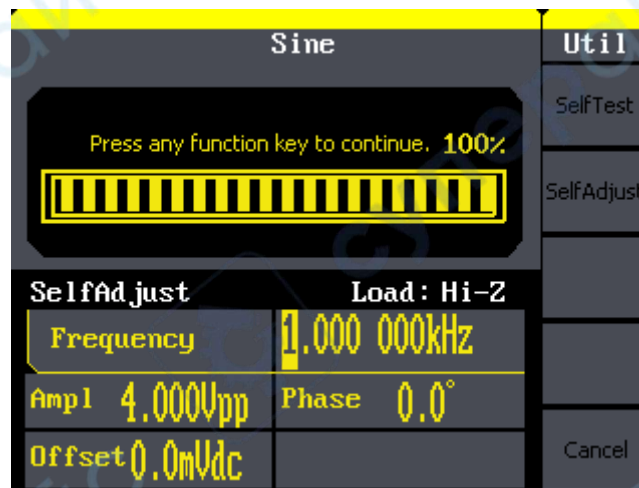 Sine
Util
Press any function key to continue. 100%
SelfTest
SelfAdjust
SelfAdjust Load: Hi-Z
Frequency 1.000 000kHz
Ampl 4.000Vpp Phase 0.0°
Offset 0.0mVdc
Cancel